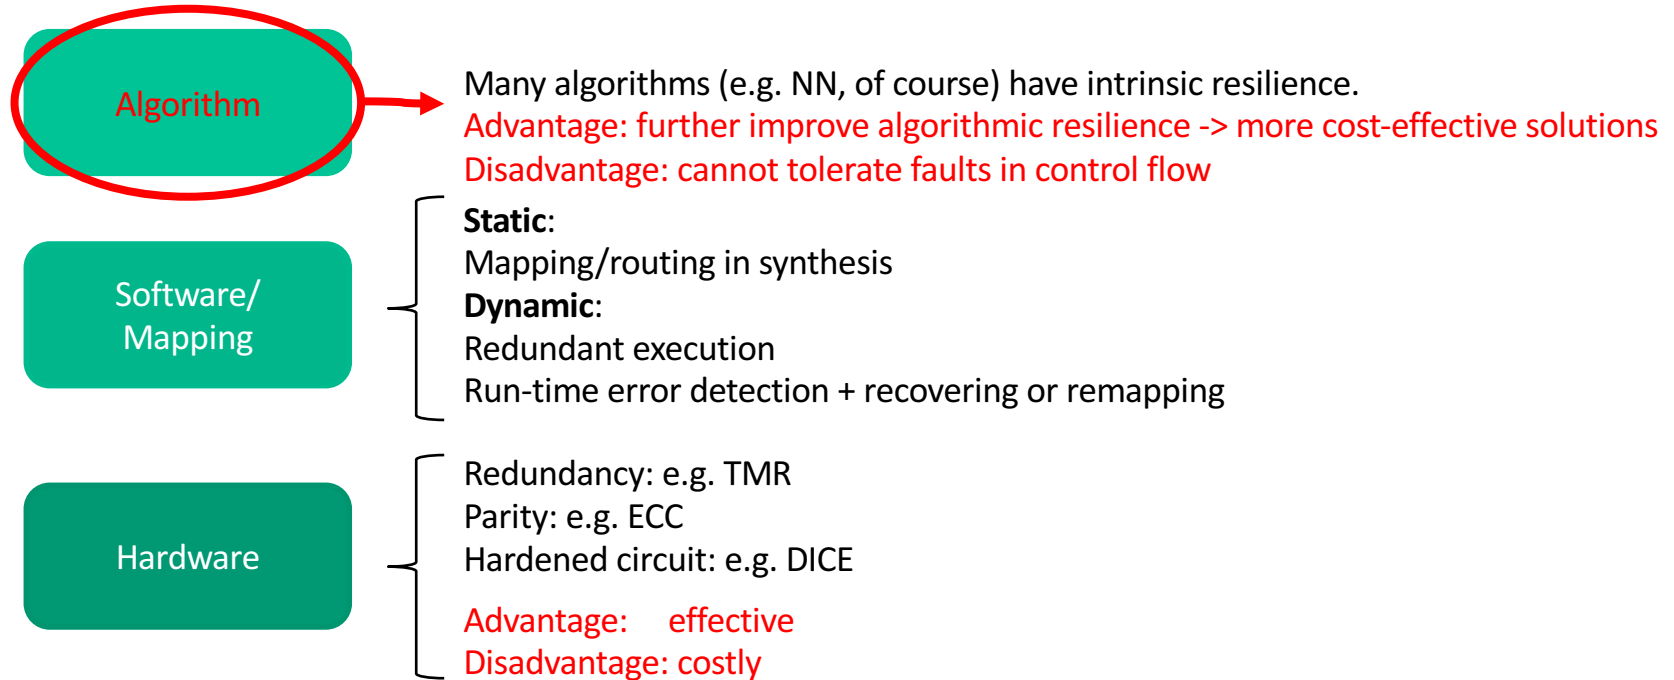 Algorithm
Many algorithms (e.g. NN, of course) have intrinsic resilience.
Advantage: further improve algorithmic resilience -> more cost-effective solutions
Disadvantage: cannot tolerate faults in control flow
Software/
Mapping
Static:
Mapping/routing in synthesis
Dynamic:
Redundant execution
Run-time error detection + recovering or remapping
Hardware
Redundancy: e.g. TMR
Parity: e.g. ECC
Hardened circuit: e.g. DICE
Advantage: effective
Disadvantage: costly